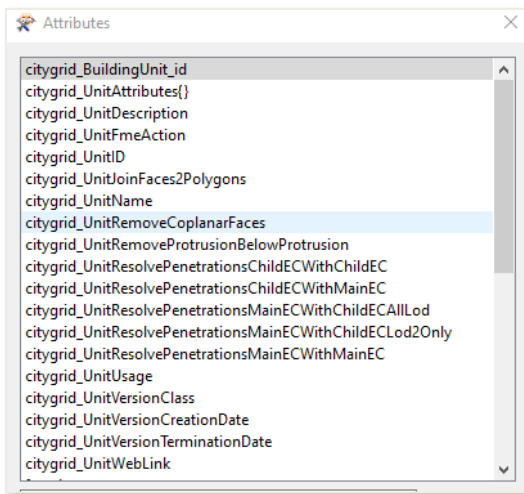 Attributes
citygrid_BuildingUnit_id
citygrid_UnitAttributes{}
citygrid_UnitDescription
citygrid_UnitFmeAction
citygrid_UnitID
citygrid_UnitJoinFaces2Polygons
citygrid_UnitName
citygrid_UnitRemoveCoplanarFaces
citygrid_UnitRemoveProtrusionBelowProtrusion
citygrid_UnitResolvePenetrationsChildECWithChildEC
citygrid_UnitResolvePenetrationsChildECWithMainEC
citygrid_UnitResolvePenetrationsMainECWithChildECAllLod
citygrid_UnitResolvePenetrationsMainECWithChildECLod2Only
citygrid_UnitResolvePenetrationsMainECWithMainEC
citygrid_UnitUsage
citygrid_UnitVersionClass
citygrid_UnitVersionCreationDate
citygrid_UnitVersionTerminationDate
citygrid_UnitWebLink